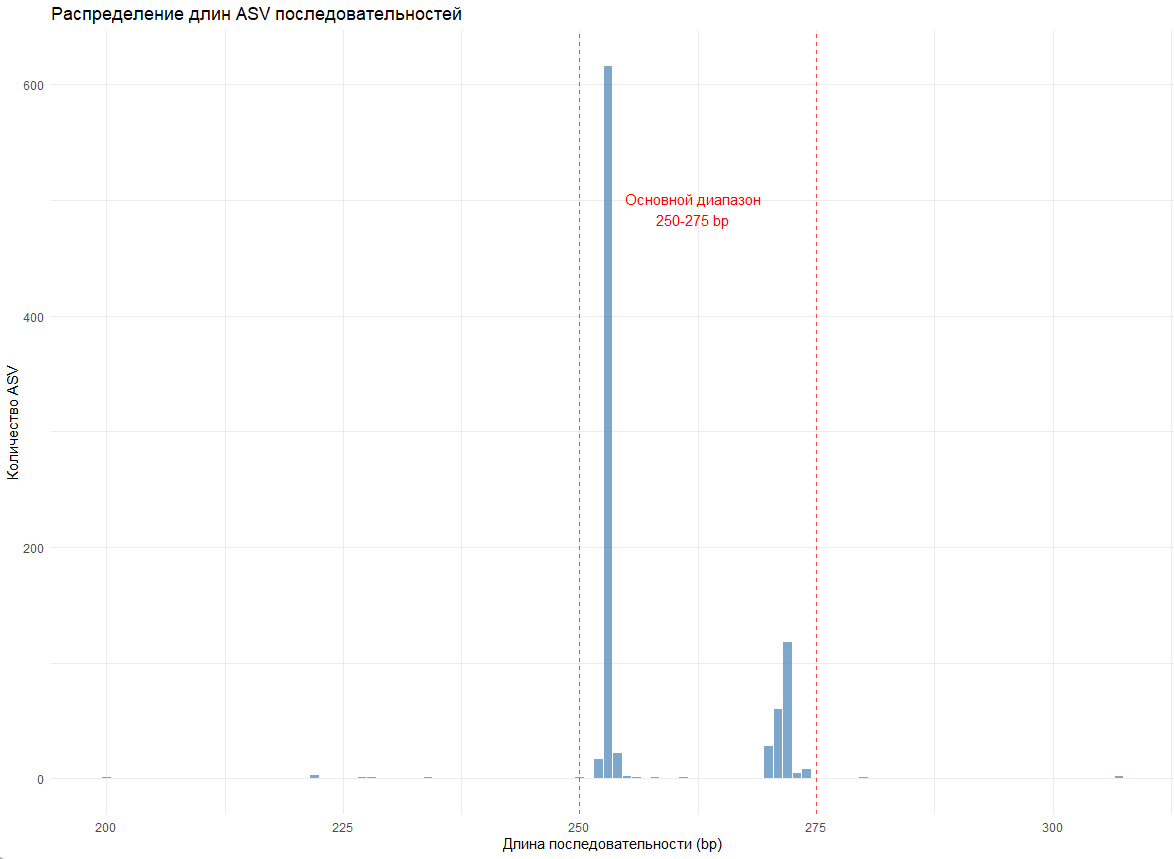 Распределение длин ASV последовательностей
600
400
200
0
Количество ASV
Основной диапазон
250-275 bp
200
225
250
275
300
Длина последовательности (bp)